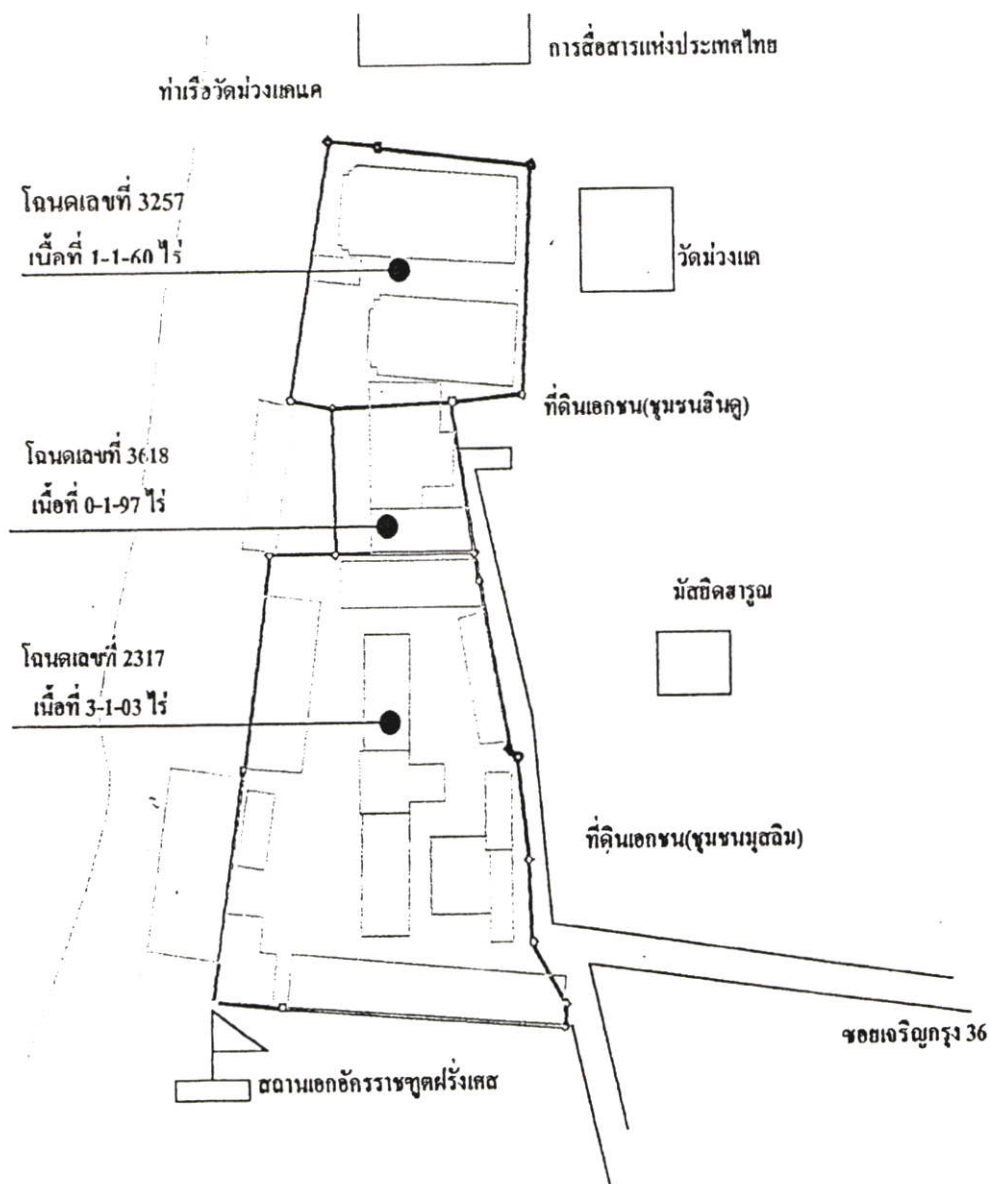 การสื่อสารแห่งประเทศไทย
ท่าเรือวัดม่วงแคแค
โฉนดเลขที่ 3257
เนื้อที่ 1-1-60 ไร่
วัดม่วงแค
ที่ดินเอกชน(ชุมชนฮินดู)
โฉนดเลขที่ 3618
เนื้อที่ 0-1-97 ไร่
มัสยิดฮารูณ
โฉนดเลขที่ 2317
เนื้อที่ 3-1-03 ไร่
ที่ดินเอกชน(ชุมชนมุสลิม)
ซอยเจริญกรุง 36
สถานเอกอัครราชฑูตฝรั่งเศส